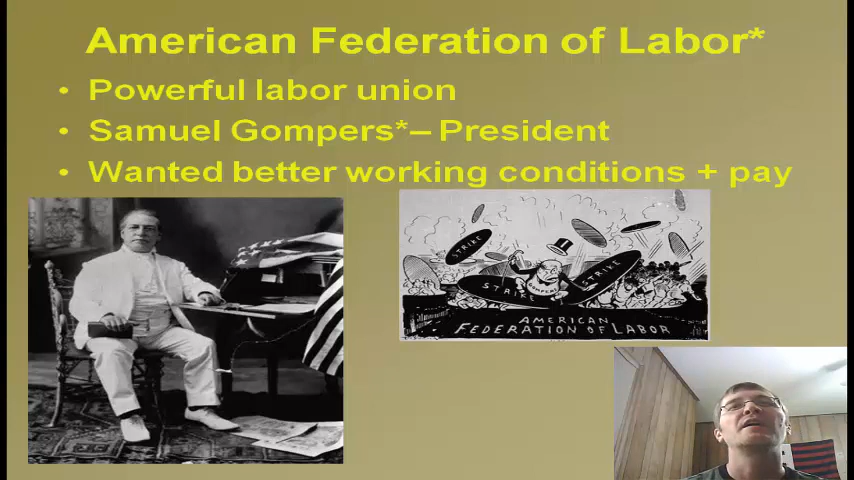 American Federation of Labor*
• Powerful labor union
• Samuel Gompers*– President
• Wanted better working conditions + pay
STRIKE
STRIKE
STRIKE
GOMPERS
AMERICAN
FEDERATION OF LABOR